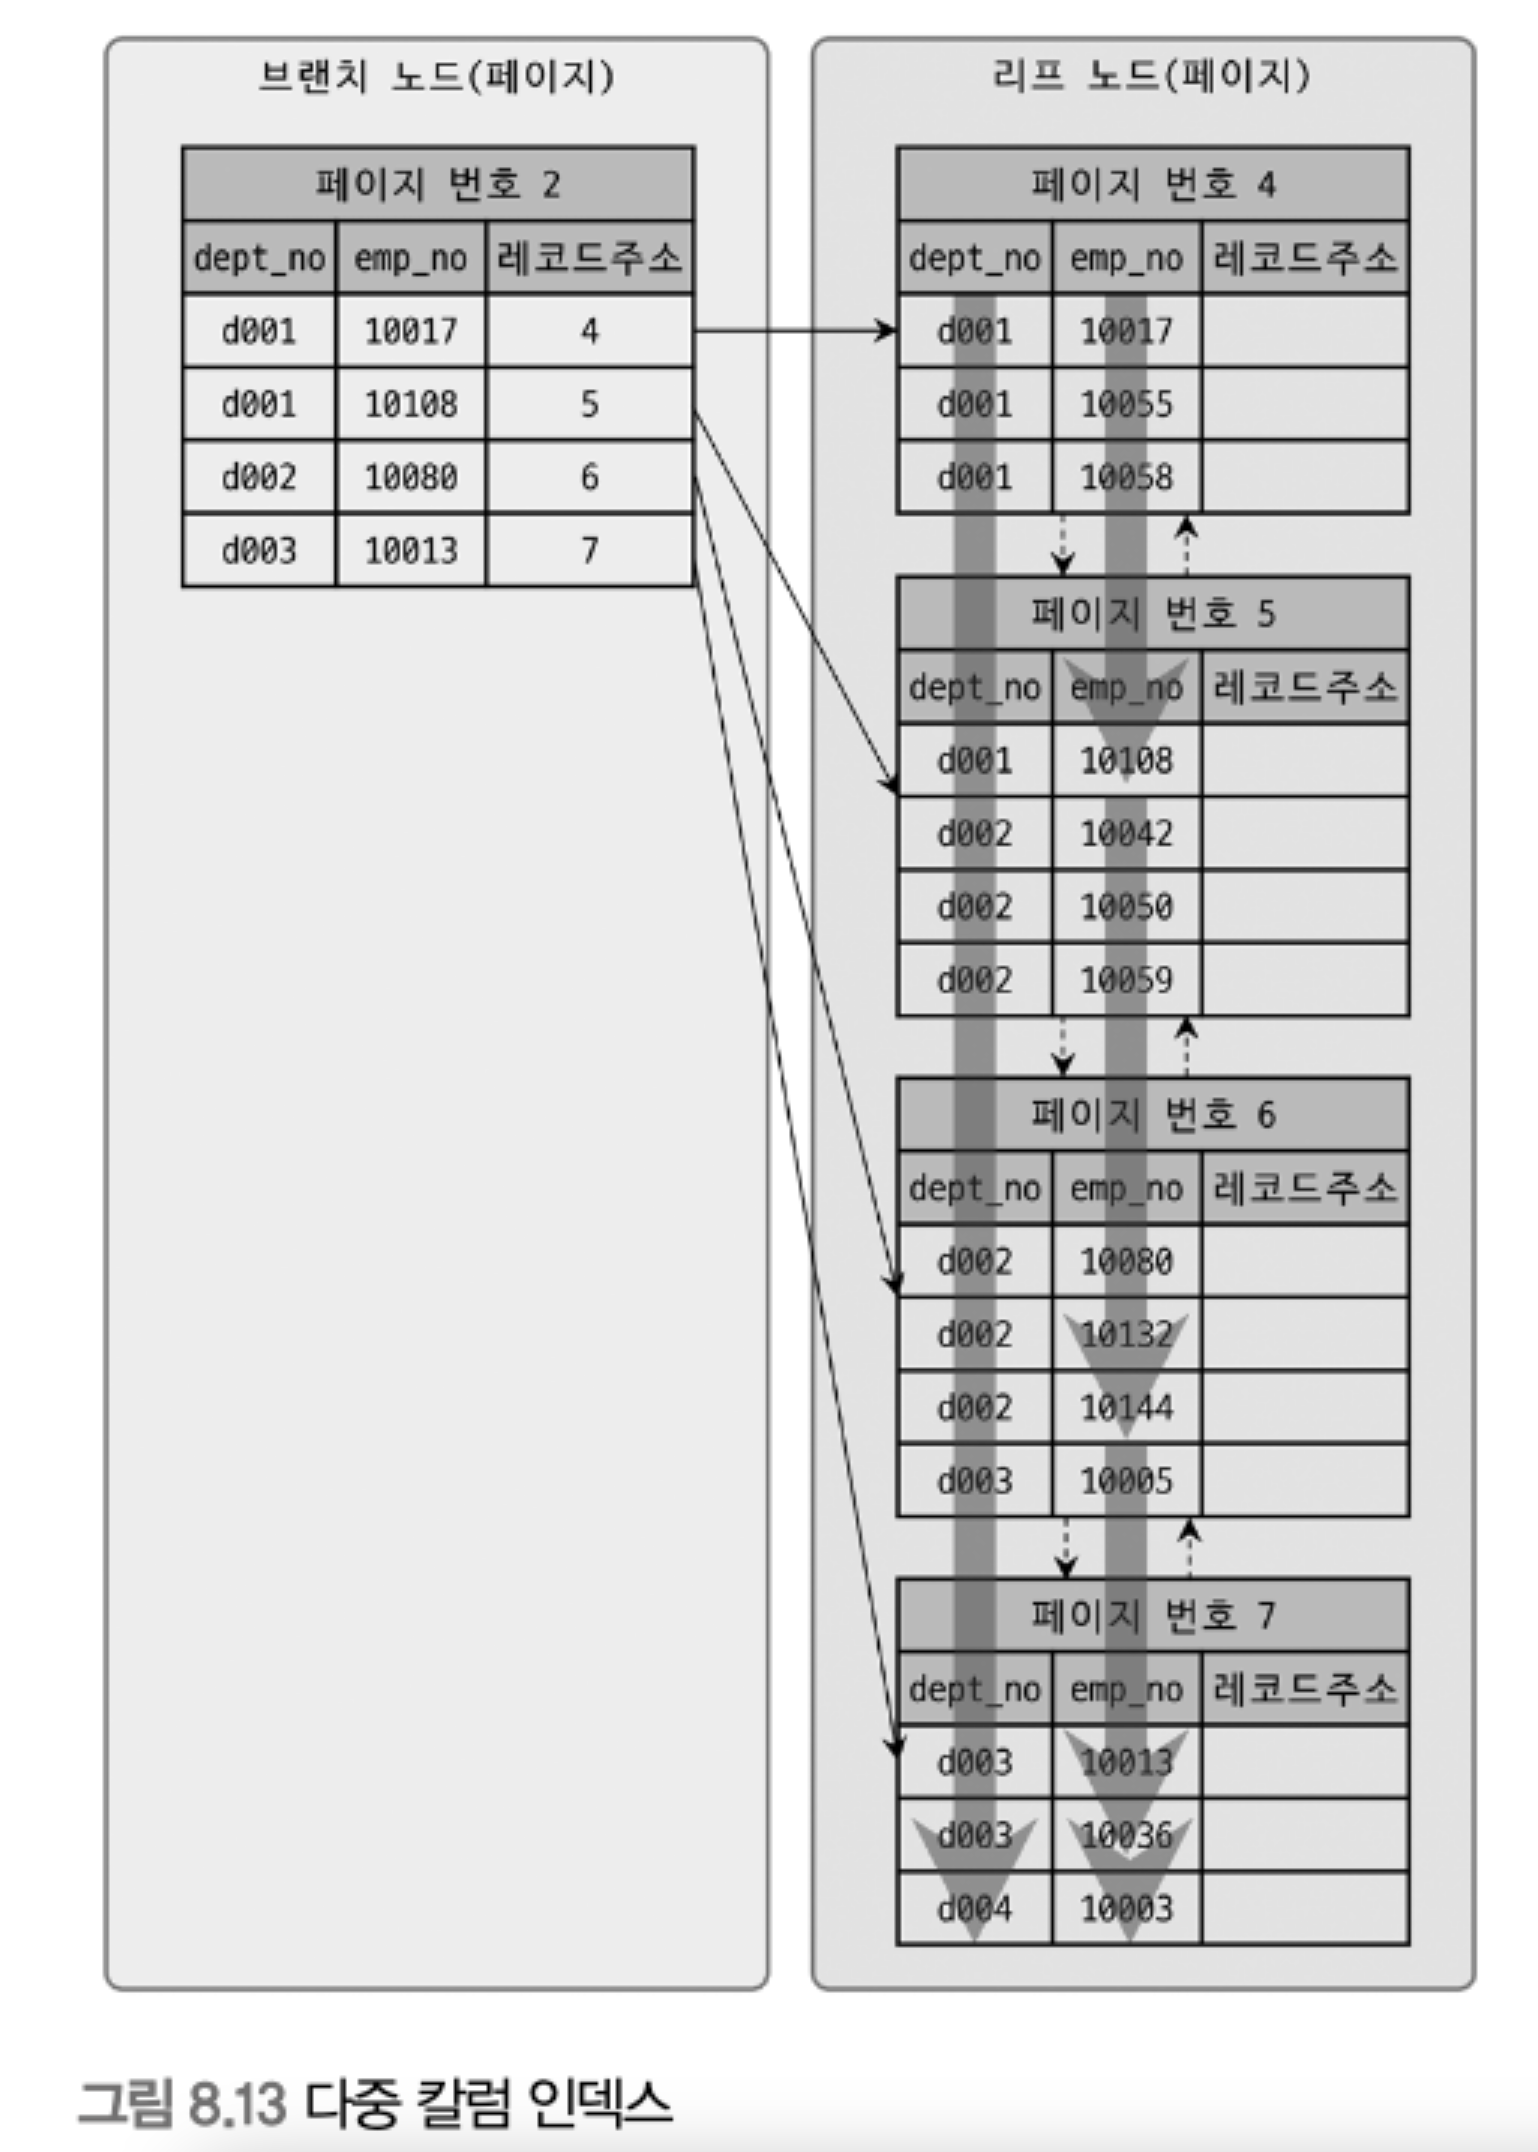 브랜치 노드(페이지)
페이지 번호 2
dept_no emp_no 레코드주소
d001 10017 4
d001 10108 5
d002 10080 6
d003 10013 7
리프 노드(페이지)
페이지 번호 4
dept_no emp_no 레코드주소
d001 10017
d001 10055
d001 10058
페이지 번호 5
dept_no emp_no 레코드주소
d001 10108
d002 10042
d002 10050
d002 10059
페이지 번호 6
dept_no emp_no 레코드주소
d002 10080
d002 10132
d002 10144
d003 10005
페이지 번호 7
dept_no emp_no 레코드주소
d003 10013
d003 10036
d004 10003
그림 8.13 다중 칼럼 인덱스